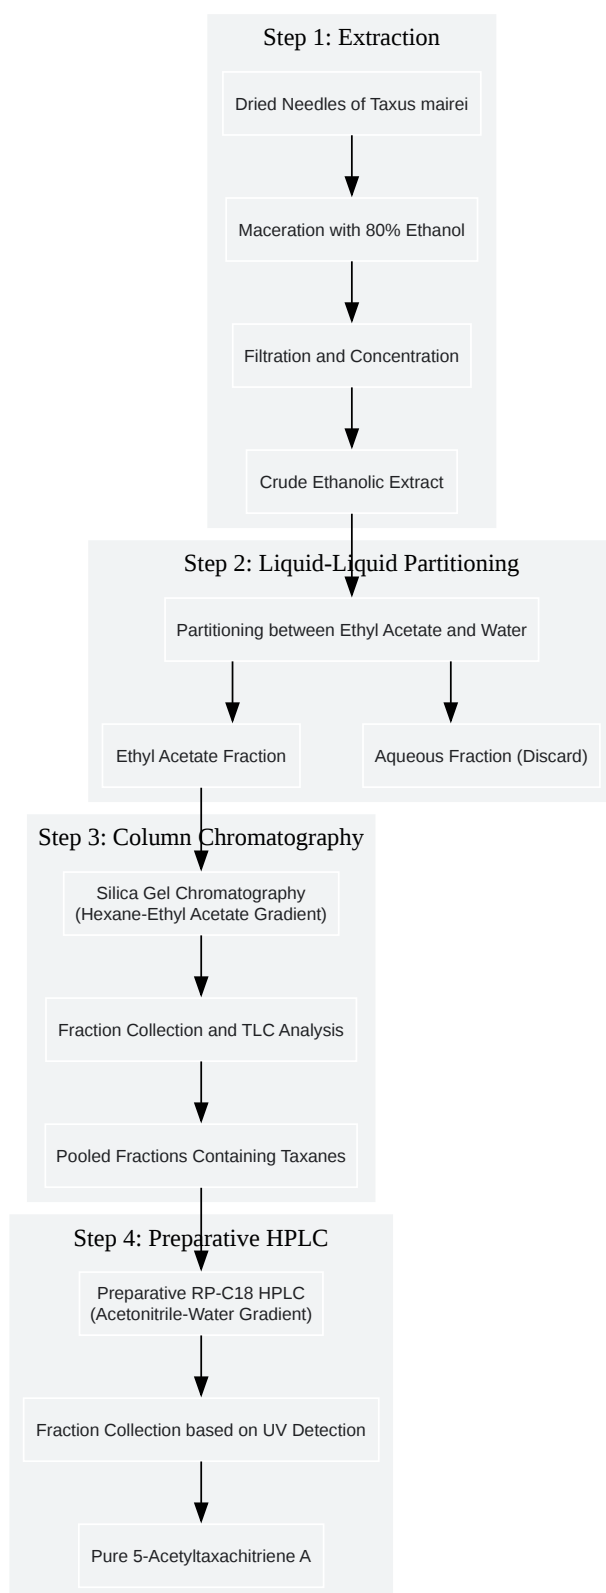 Step 1: Extraction
Dried Needles of Taxus mairei
Maceration with 80% Ethanol
Filtration and Concentration
Crude Ethanolic Extract
Step 2: Liquid-Liquid Partitioning
Partitioning between Ethyl Acetate and Water
Ethyl Acetate Fraction
Aqueous Fraction (Discard)
Step 3: Column Chromatography
Silica Gel Chromatography
(Hexane-Ethyl Acetate Gradient)
Fraction Collection and TLC Analysis
Pooled Fractions Containing Taxanes
Step 4: Preparative HPLC
Preparative RP-C18 HPLC
(Acetonitrile-Water Gradient)
Fraction Collection based on UV Detection
Pure 5-Acetyltaxachitriene A